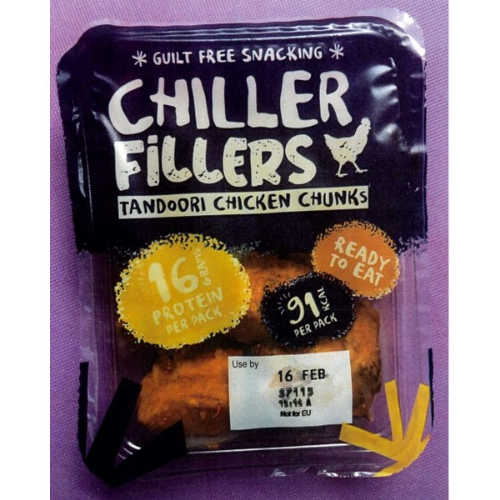 * GUILT FREE SNACKING *
CHILLER
FiLLERS
TANDOORI CHICKEN CHUNKS
16 GRAMS
PROTEIN
PER PACK
READY
TO EAT
91 KCAL
PER PACK
Use by
16 FEB
Not for EU